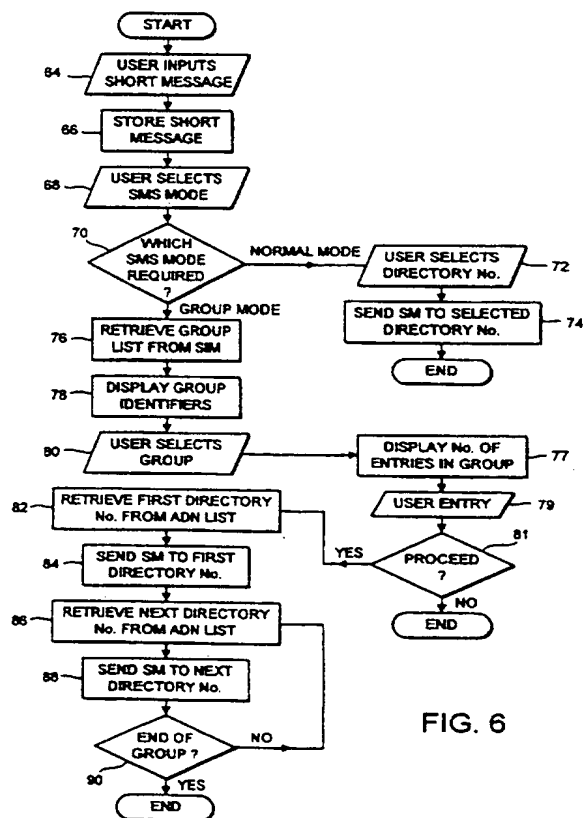 START
64
USER INPUTS
SHORT MESSAGE
66
STORE SHORT
MESSAGE
68
USER SELECTS
SMS MODE
70
WHICH
SMS MODE
REQUIRED
?
NORMAL MODE
USER SELECTS
DIRECTORY No.
72
GROUP MODE
SEND SM TO SELECTED
DIRECTORY No.
74
END
76
RETRIEVE GROUP
LIST FROM SIM
78
DISPLAY GROUP
IDENTIFIERS
80
USER SELECTS
GROUP
DISPLAY No. OF
ENTRIES IN GROUP
77
USER ENTRY
79
82
RETRIEVE FIRST DIRECTORY
No. FROM ADN LIST
YES
PROCEED
?
81
NO
END
84
SEND SM TO FIRST
DIRECTORY No.
86
RETRIEVE NEXT DIRECTORY
No. FROM ADN LIST
88
SEND SM TO NEXT
DIRECTORY No.
END OF
GROUP ?
NO
90
YES
END
FIG. 6